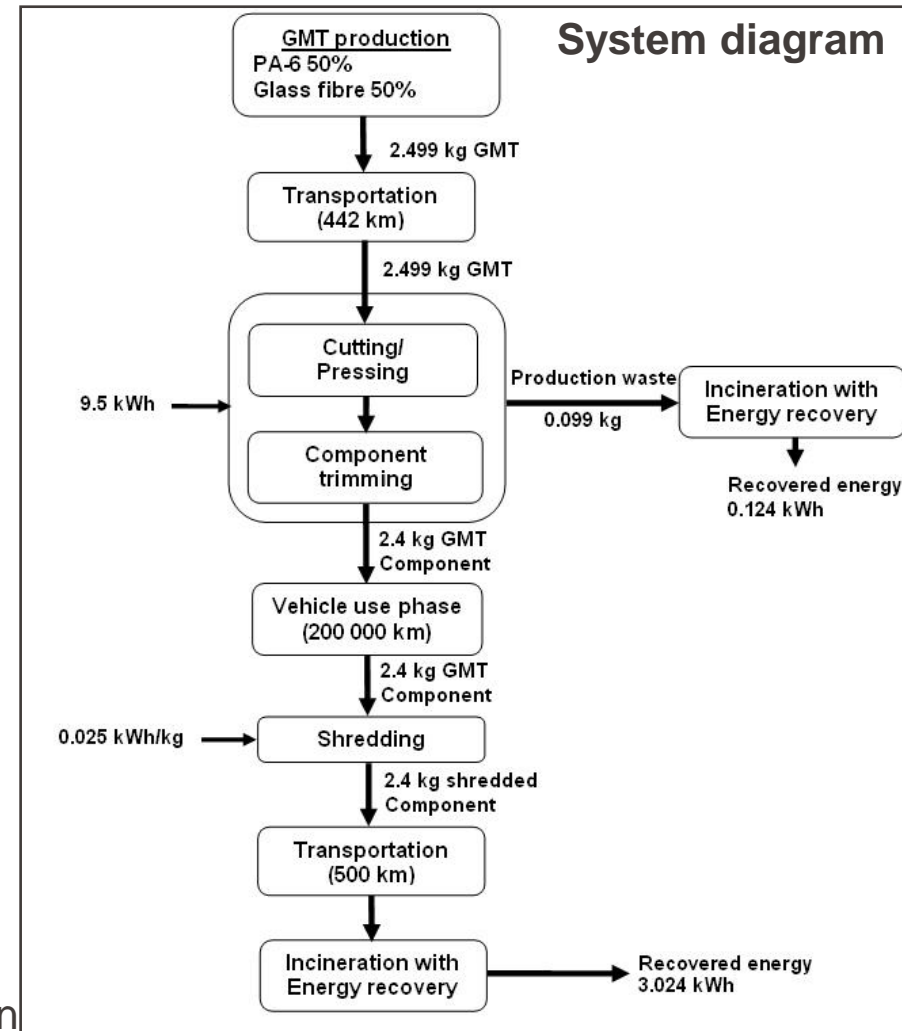 System diagram
GMT production
PA-6 50%
Glass fibre 50%
2.499 kg GMT
Transportation
(442 km)
2.499 kg GMT
Cutting/
Pressing
9.5 kWh
Component
trimming
Production waste
0.099 kg
Incineration with
Energy recovery
Recovered energy
0.124 kWh
2.4 kg GMT
Component
Vehicle use phase
(200 000 km)
2.4 kg GMT
Component
0.025 kWh/kg
Shredding
2.4 kg shredded
Component
Transportation
(500 km)
Incineration with
Energy recovery
Recovered energy
3.024 kWh
n